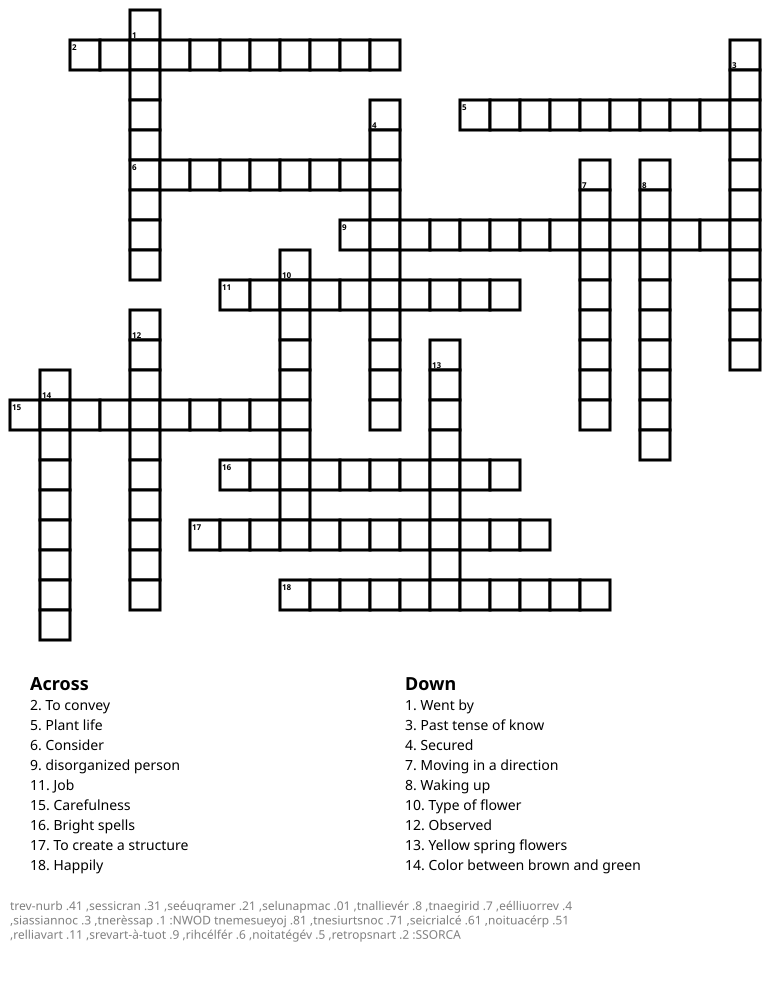 1
2
3
4
5
6
7
8
9
10
11
12
13
14
15
16
17
18
Across
2. To convey
5. Plant life
6. Consider
9. disorganized person
11. Job
15. Carefulness
16. Bright spells
17. To create a structure
18. Happily
Down
1. Went by
3. Past tense of know
4. Secured
7. Moving in a direction
8. Waking up
10. Type of flower
12. Observed
13. Yellow spring flowers
14. Color between brown and green
trev-nurb .41 ,sessicran .31 ,seéuqramer .21 ,selunapmac .01 ,tnallievér .8 ,tnaegirid .7 ,eélliuorrev .4
,siassiannoc .3 ,tnerèssap .1 :NWOD tnemesueyoj .81 ,tnesiurtsnoc .71 ,seicrialcé .61 ,noituacérp .51
,relliavart .11 ,srevart-à-tuot .9 ,rihcélfér .6 ,noitatégév .5 ,retropsnart .2 :SSORCA